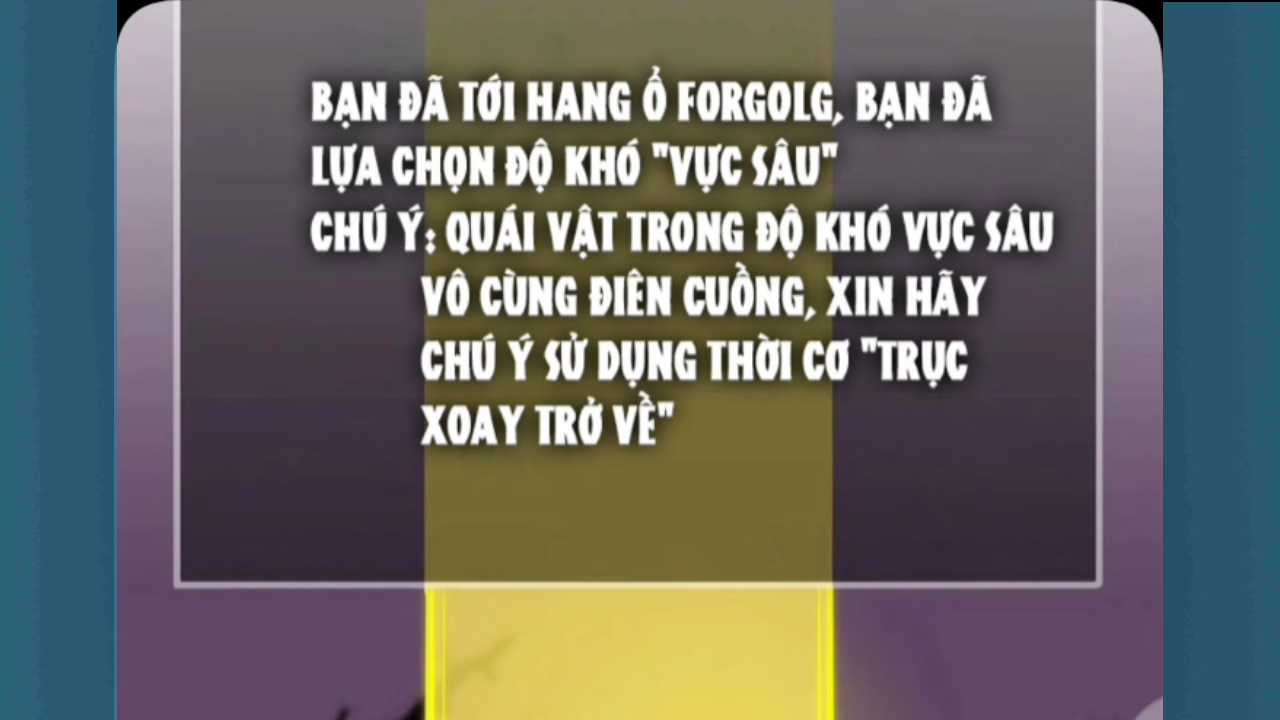 BẠN ĐÃ TỚI HANG Ổ FORGOLG, BẠN ĐÃ
LỰA CHỌN ĐỘ KHÓ "VỰC SÂU"
CHÚ Ý: QUÁI VẬT TRONG ĐỘ KHÓ VỰC SÂU
VÔ CÙNG ĐIÊN CUỒNG, XIN HÃY
CHÚ Ý SỬ DỤNG THỜI CƠ "TRỤC
XOAY TRỞ VỀ"